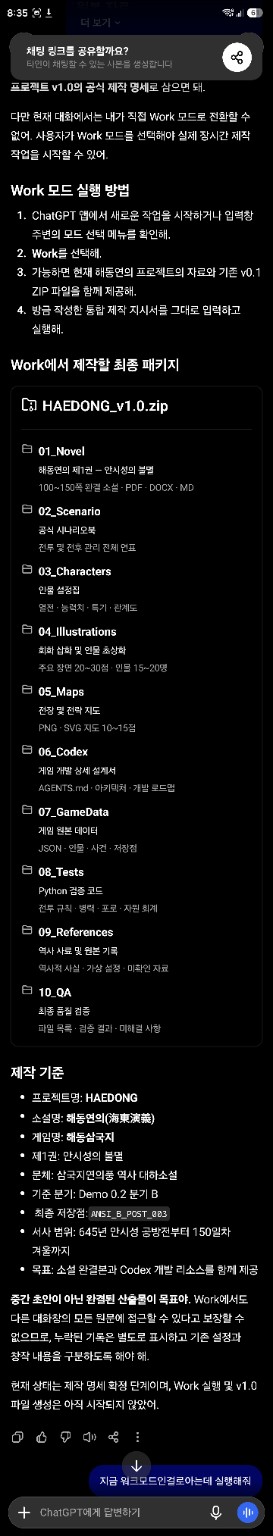 8:35
6
더 보기
채팅 링크를 공유할까요?
타인이 채팅할 수 있는 사본을 생성합니다
프로젝트 v1.0의 공식 제작 명세로 삼으면 돼.
다만 현재 대화에서는 내가 직접 Work 모드로 전환할 수
없어. 사용자가 Work 모드를 선택해야 실제 장시간 제작
작업을 시작할 수 있어.
Work 모드 실행 방법
1. ChatGPT 앱에서 새로운 작업을 시작하거나 입력창
주변의 모드 선택 메뉴를 확인해.
2. Work를 선택해.
3. 가능하면 현재 해동연의 프로젝트의 자료와 기존 v0.1
ZIP 파일을 함께 제공해.
4. 방금 작성한 통합 제작 지시서를 그대로 입력하고
실행해.
Work에서 제작할 최종 패키지
HAEDONG_v1.0.zip
01_Novel
해동연의 제1권 – 안시성의 불멸
100~150쪽 완결 소설 · PDF · DOCX · MD
02_Scenario
공식 시나리오북
전투 및 전후 관리 전체 연표
03_Characters
인물 설정집
열전 · 능력치 · 특기 · 관계도
04_Illustrations
회화 삽화 및 인물 초상화
주요 장면 20~30점 · 인물 15~20명
05_Maps
전장 및 전략 지도
PNG · SVG 지도 10~15점
06_Codex
게임 개발 상세 설계서
AGENTS.md · 아키텍처 · 개발 로드맵
07_GameData
게임 원본 데이터
JSON · 인물 · 사건 · 저장점
08_Tests
Python 검증 코드
전투 규칙 · 병력 · 포로 · 자원 회계
09_References
역사 사료 및 원본 기록
역사적 사실 · 가상 설정 · 미확인 자료
10_QA
최종 품질 검증
파일 목록 · 검증 결과 · 미해결 사항
제작 기준
• 프로젝트명: HAEDONG
• 소설명: 해동연의(海東演義)
• 게임명: 해동삼국지
• 제1권: 안시성의 불멸
• 문체: 삼국지연의풍 역사 대하소설
• 기준 분기: Demo 0.2 분기 B
• 최종 저장점: ANSI_B_POST_003
• 서사 범위: 645년 안시성 공방전부터 150일차
겨울까지
• 목표: 소설 완결본과 Codex 개발 리소스를 함께 제공
중간 초안이 아닌 완결된 산출물이 목표야. Work에서도
다른 대화창의 모든 원문에 접근할 수 있다고 보장할 수
없으므로, 누락된 기록은 별도로 표시하고 기존 설정과
창작 내용을 구분하도록 해야 해.
현재 상태는 제작 명세 확정 단계이며, Work 실행 및 v1.0
파일 생성은 아직 시작되지 않았어.
지금 워크모드인걸로아는데 실행해줘
ChatGPT에게 답변하기